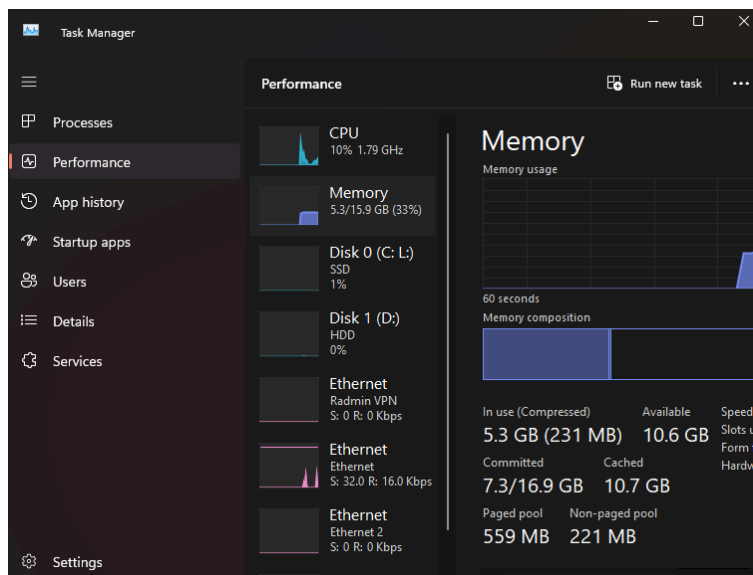 Task Manager
Performance
Run new task
Processes
Performance
App history
Startup apps
Users
Details
Services
Settings
CPU
10% 1.79 GHz
Memory
5.3/15.9 GB (33%)
Disk 0 (C: L:)
SSD
1%
Disk 1 (D:)
HDD
0%
Ethernet
Radmin VPN
S: 0 R: 0 Kbps
Ethernet
Ethernet
S: 32.0 R: 16.0 Kbps
Ethernet
Ethernet 2
S: 0 R: 0 Kbps
Memory
Memory usage
60 seconds
Memory composition
In use (Compressed)
5.3 GB (231 MB)
Available
10.6 GB
Committed
7.3/16.9 GB
Cached
10.7 GB
Paged pool
559 MB
Non-paged pool
221 MB
Speed
Slots
Form